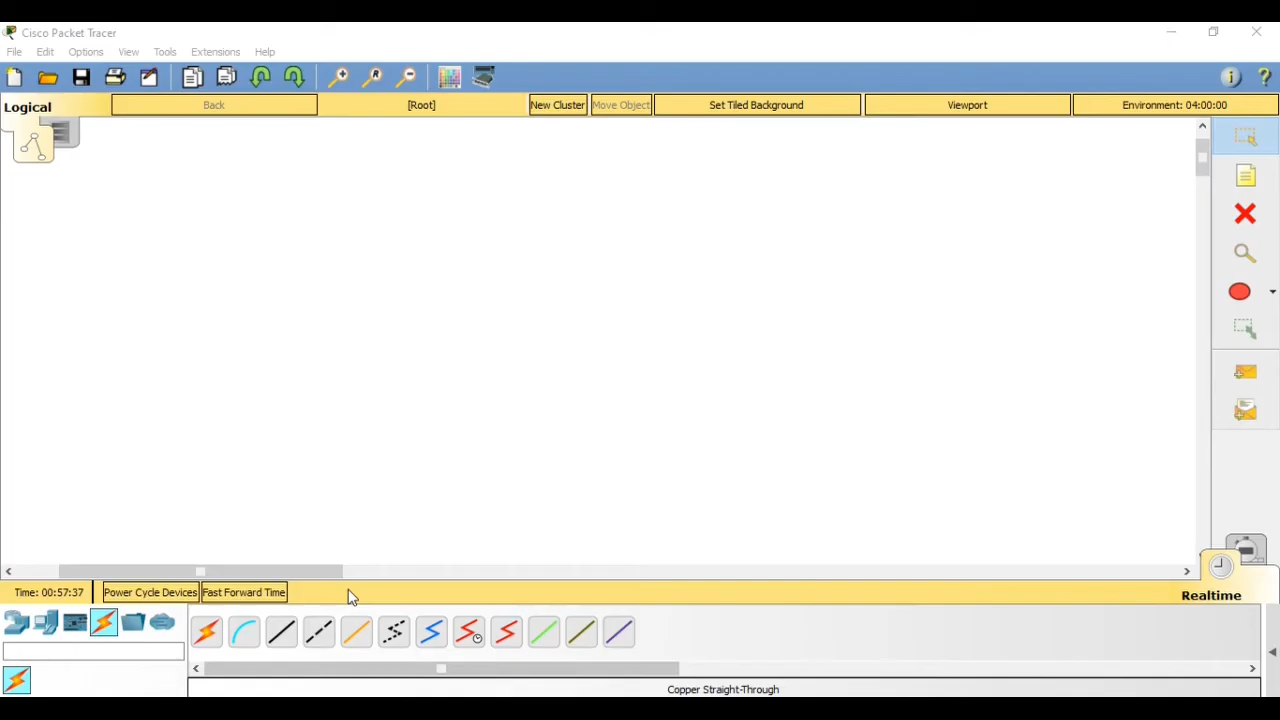 Cisco Packet Tracer
File Edit Options View Tools Extensions Help
Logical Back [Root] New Cluster Move Object Set Tiled Background Viewport Environment: 04:00:00
Time: 00:57:37 Power Cycle Devices Fast Forward Time Realtime
Copper Straight-Through